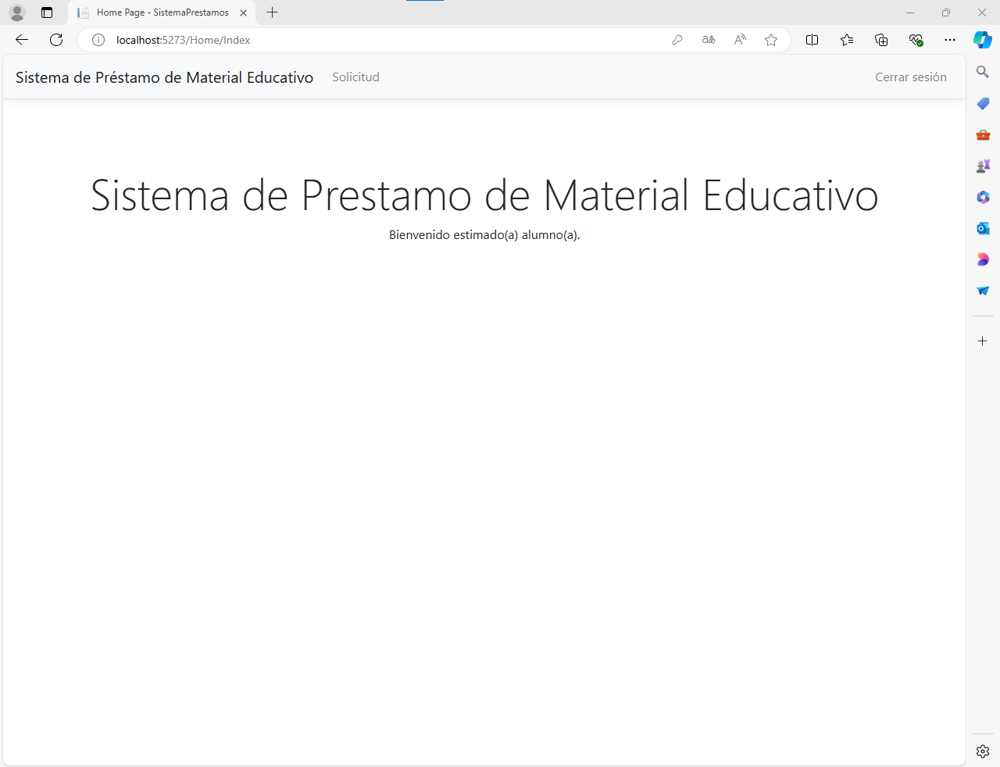 Home Page - SistemaPrestamos
localhost:5273/Home/Index
Sistema de Préstamo de Material Educativo
Solicitud
Cerrar sesión
Sistema de Prestamo de Material Educativo
Bienvenido estimado(a) alumno(a).